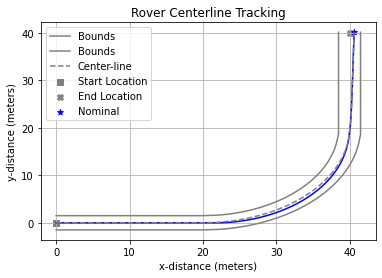 Rover Centerline Tracking
Bounds
Bounds
Center-line
Start Location
End Location
Nominal
40
30
20
10
0
y-distance (meters)
0
10
20
30
40
x-distance (meters)